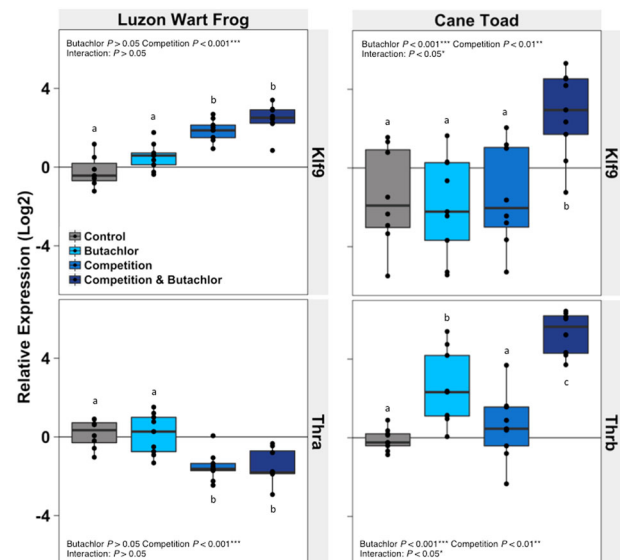 Luzon Wart Frog
Cane Toad
Butachlor P > 0.05 Competition P < 0.001***
Interaction: P > 0.05
Butachlor P < 0.001*** Competition P < 0.01**
Interaction: P < 0.05*
4
0
-4
a
a
b
b
a
a
a
b
Klf9
Klf9
Control
Butachlor
Competition
Competition & Butachlor
Relative Expression (Log2)
4
0
-4
a
a
b
b
a
b
a
c
Thra
Thrb
Butachlor P > 0.05 Competition P < 0.001***
Interaction: P > 0.05
Butachlor P < 0.001*** Competition P < 0.01**
Interaction: P < 0.05*